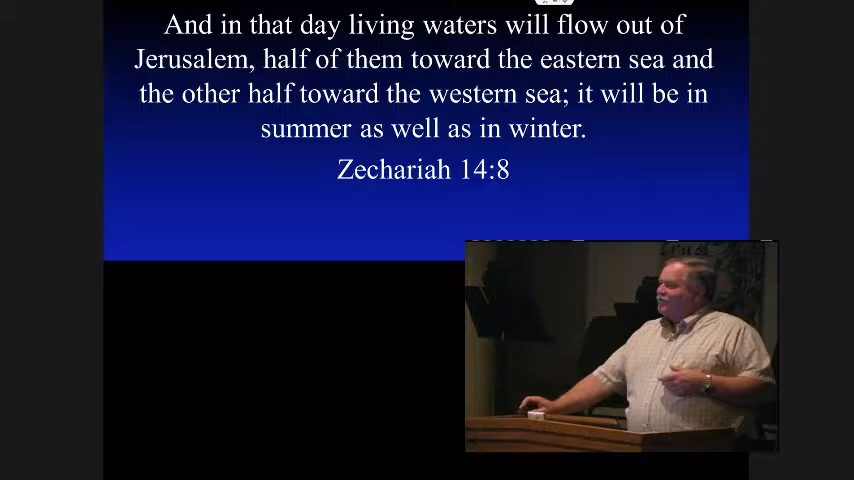 And in that day living waters will flow out of
Jerusalem, half of them toward the eastern sea and
the other half toward the western sea; it will be in
summer as well as in winter.
Zechariah 14:8